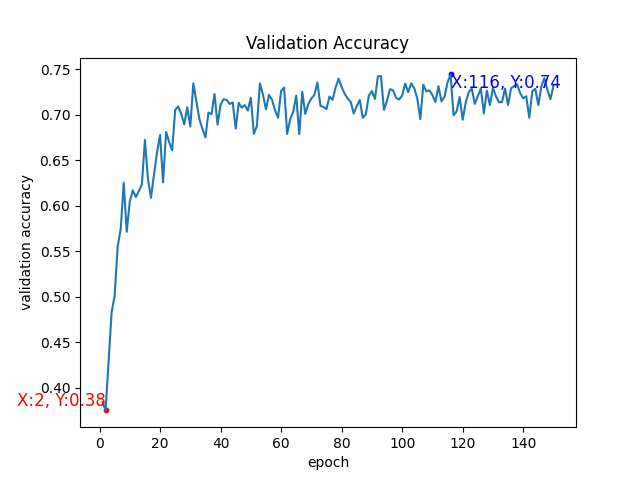 Validation Accuracy
0.75
0.70
0.65
0.60
0.55
0.50
0.45
0.40
validation accuracy
X:116, Y:0.74
X:2, Y:0.38
0 20 40 60 80 100 120 140
epoch